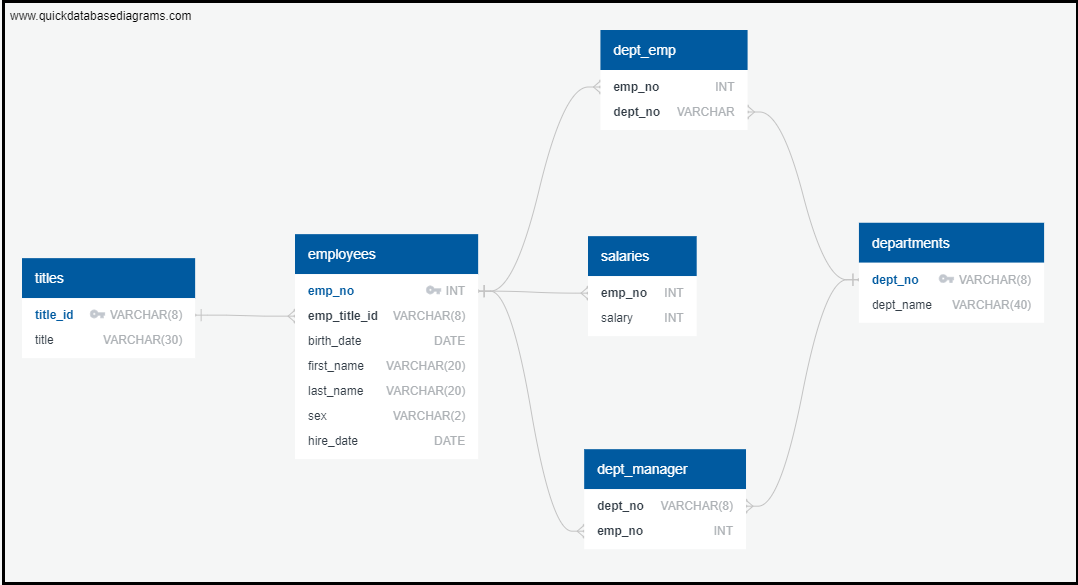 www.quickdatabasediagrams.com
titles
title_id VARCHAR(8)
title VARCHAR(30)
employees
emp_no INT
emp_title_id VARCHAR(8)
birth_date DATE
first_name VARCHAR(20)
last_name VARCHAR(20)
sex VARCHAR(2)
hire_date DATE
dept_emp
emp_no INT
dept_no VARCHAR
salaries
emp_no INT
salary INT
dept_manager
dept_no VARCHAR(8)
emp_no INT
departments
dept_no VARCHAR(8)
dept_name VARCHAR(40)